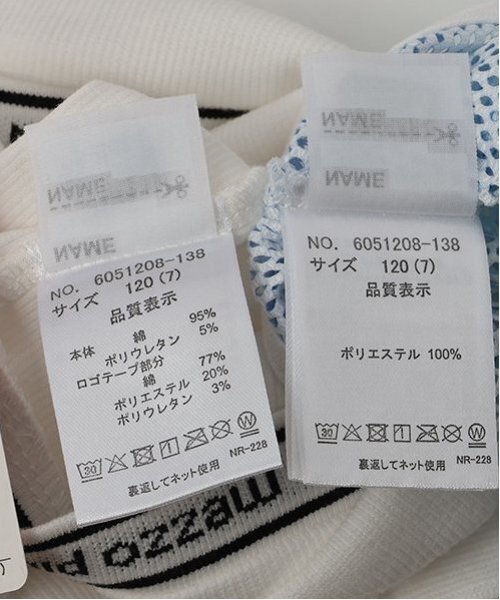 NAME
NAME
NO. 6051208-138
サイズ 120 (7)
品質表示
本体 綿 95%
ポリウレタン 5%
ロゴテープ部分
綿 77%
ポリエステル 20%
ポリウレタン 3%
30
W
NR-228
裏返してネット使用
NAME
NAME
NO. 6051208-138
サイズ 120 (7)
品質表示
ポリエステル 100%
30
W
裏返してネット使用 NR-228
mezzo pi